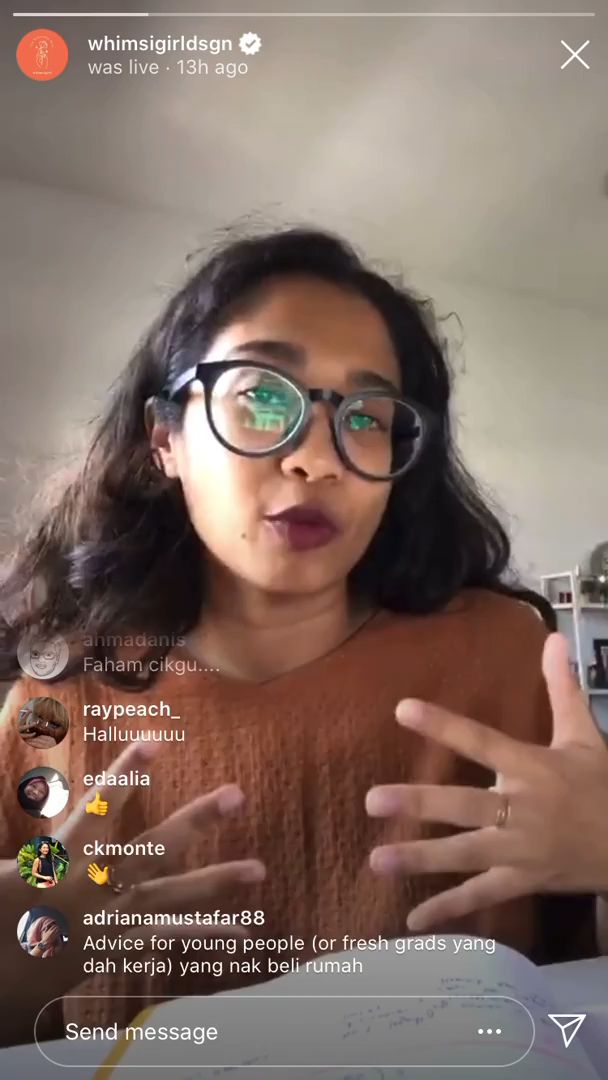 whimsigirldsgn
was live · 13h ago
ahmadanis
Faham cikgu....
raypeach_
Halluuuuuu
edaalia
👍
ckmonte
👋
adrianamustafar88
Advice for young people (or fresh grads yang
dah kerja) yang nak beli rumah
Send message